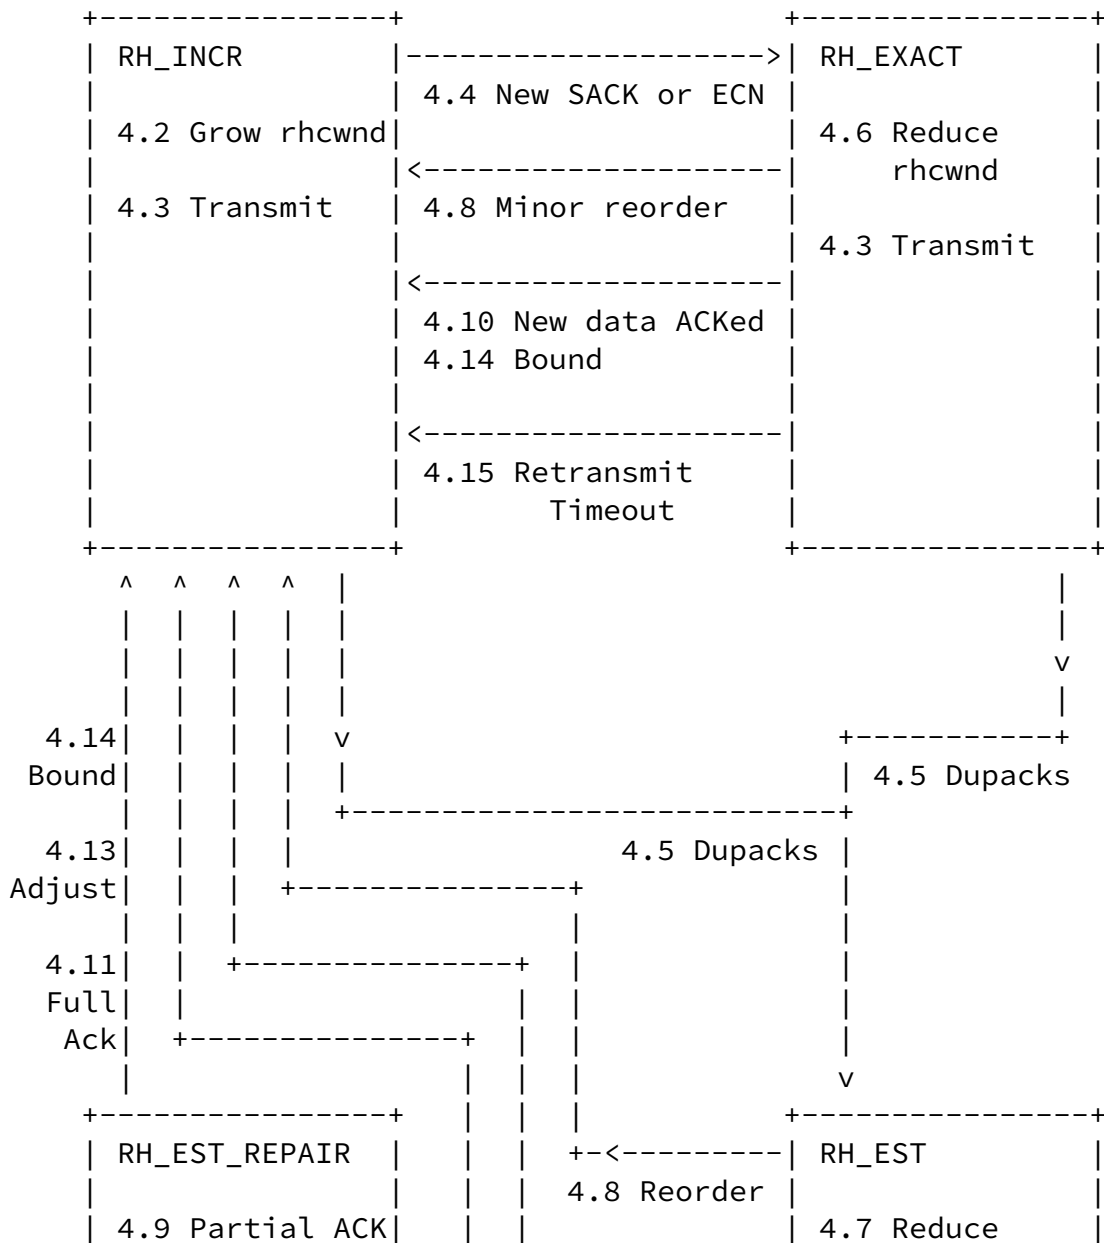 +----------------+                     +----------------+
| RH_INCR        |-------------------->| RH_EXACT       |
|                | 4.4 New SACK or ECN |                |
| 4.2 Grow rhcwnd|                     | 4.6 Reduce     |
|                |<--------------------|     rhcwnd     |
| 4.3 Transmit   | 4.8 Minor reorder   |                |
|                |                     | 4.3 Transmit   |
|                |<--------------------|                |
|                | 4.10 New data ACKed |                |
|                | 4.14 Bound          |                |
|                |                     |                |
|                |<--------------------|                |
|                | 4.15 Retransmit     |                |
|                |        Timeout      |                |
+----------------+                     +----------------+
^  ^  ^  ^  |                                       |
|  |  |  |  |                                       |
|  |  |  |  |                                       v
|  |  |  |  |                                       |
4.14|  |  |  |  v                           +-----------+
Bound|  |  |  |  |                           | 4.5 Dupacks
|  |  |  |  +----------------------------+
4.13|  |  |  |                  4.5 Dupacks |
Adjust|  |  |  +---------------+              |
|  |  |                  |              |
4.11|  |  +---------------+  |              |
Full|  |                  |  |              |
Ack|  +---------------+  |  |              |
|                  |  |  |              v
+----------------+   |  |  |           +----------------+
| RH_EST_REPAIR  |   |  |  +-<---------| RH_EST         |
|                |   |  |  4.8 Reorder |                |
| 4.9 Partial ACK|   |  |              | 4.7 Reduce     |